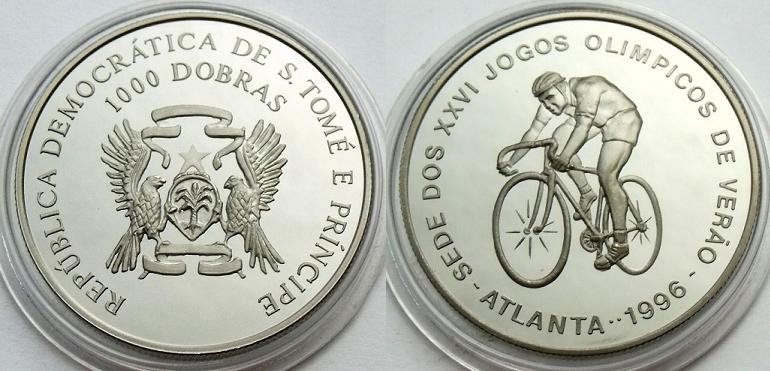 REPÚBLICA DEMOCRÁTICA DE S. TOMÉ E PRÍNCIPE
1000 DOBRAS
SEDE DOS XXVI JOGOS OLIMPICOS DE VERÃO
- ATLANTA··1996 -